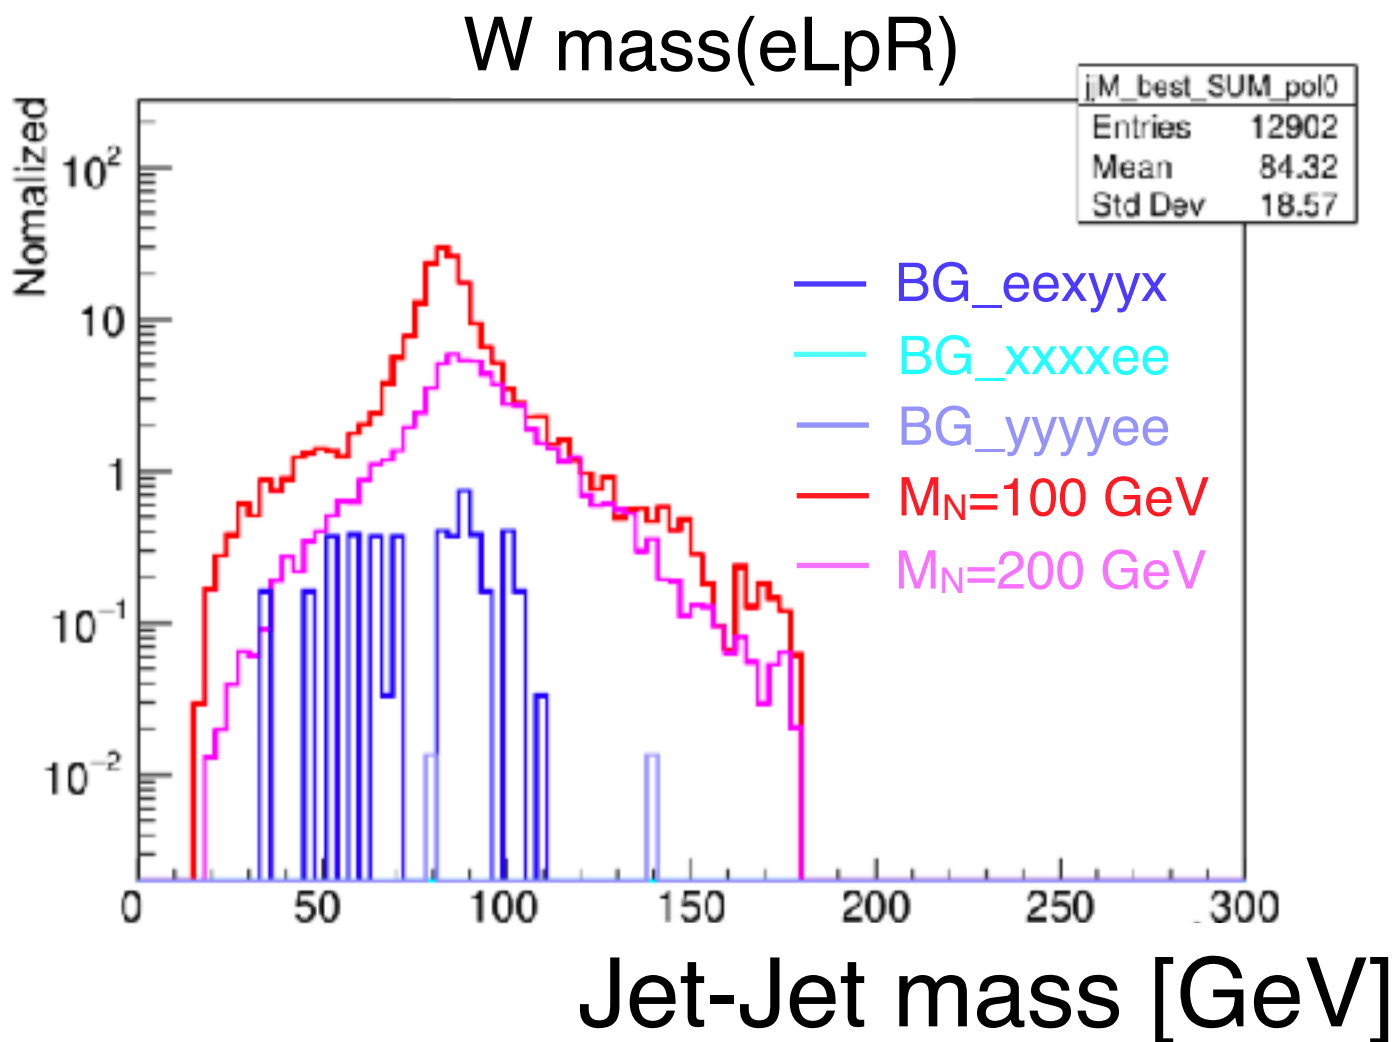 W mass(eLpR)
jjM_best_SUM_pol0
Entries 12902
Mean 84.32
Std Dev 18.57
Nomalized
10²
10
1
10⁻¹
10⁻²
BG_eexyyx
BG_xxxxee
BG_yyyyee
M_N=100 GeV
M_N=200 GeV
0 50 100 150 200 250 300
Jet-Jet mass [GeV]